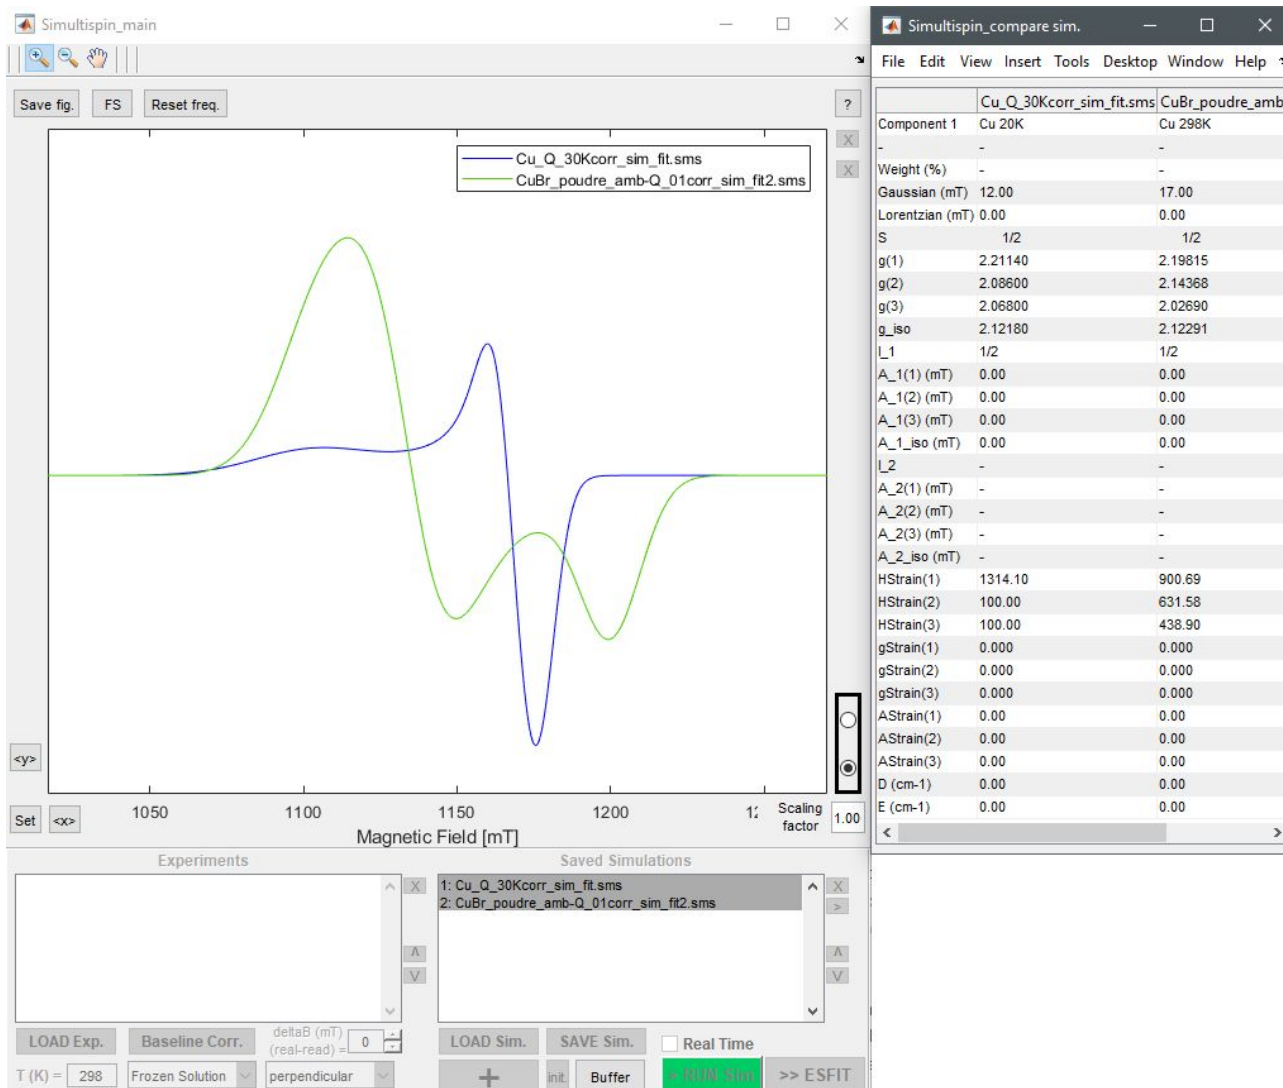 Simultispin_main
Save fig. FS Reset freq. ?
X
X
Cu_Q_30Kcorr_sim_fit.sms
CuBr_poudre_amb-Q_01corr_sim_fit2.sms
<y>
Set <x>
1050 1100 1150 1200
Magnetic Field [mT]
Scaling factor 1.00
Experiments
X
Λ
V
LOAD Exp. Baseline Corr. deltaB (mT) (real-read) = 0
T (K) = 298 Frozen Solution perpendicular
Saved Simulations
1: Cu_Q_30Kcorr_sim_fit.sms
2: CuBr_poudre_amb-Q_01corr_sim_fit2.sms
X
>
Λ
V
LOAD Sim. SAVE Sim. Real Time
+ init. Buffer > RUN Sim >> ESFIT
Simultispin_compare sim.
File Edit View Insert Tools Desktop Window Help
Cu_Q_30Kcorr_sim_fit.sms CuBr_poudre_amb
Component 1 Cu 20K Cu 298K
- - -
Weight (%) - -
Gaussian (mT) 12.00 17.00
Lorentzian (mT) 0.00 0.00
S 1/2 1/2
g(1) 2.21140 2.19815
g(2) 2.08600 2.14368
g(3) 2.06800 2.02690
g_iso 2.12180 2.12291
I_1 1/2 1/2
A_1(1) (mT) 0.00 0.00
A_1(2) (mT) 0.00 0.00
A_1(3) (mT) 0.00 0.00
A_1_iso (mT) 0.00 0.00
I_2 - -
A_2(1) (mT) - -
A_2(2) (mT) - -
A_2(3) (mT) - -
A_2_iso (mT) - -
HStrain(1) 1314.10 900.69
HStrain(2) 100.00 631.58
HStrain(3) 100.00 438.90
gStrain(1) 0.000 0.000
gStrain(2) 0.000 0.000
gStrain(3) 0.000 0.000
AStrain(1) 0.00 0.00
AStrain(2) 0.00 0.00
AStrain(3) 0.00 0.00
D (cm-1) 0.00 0.00
E (cm-1) 0.00 0.00